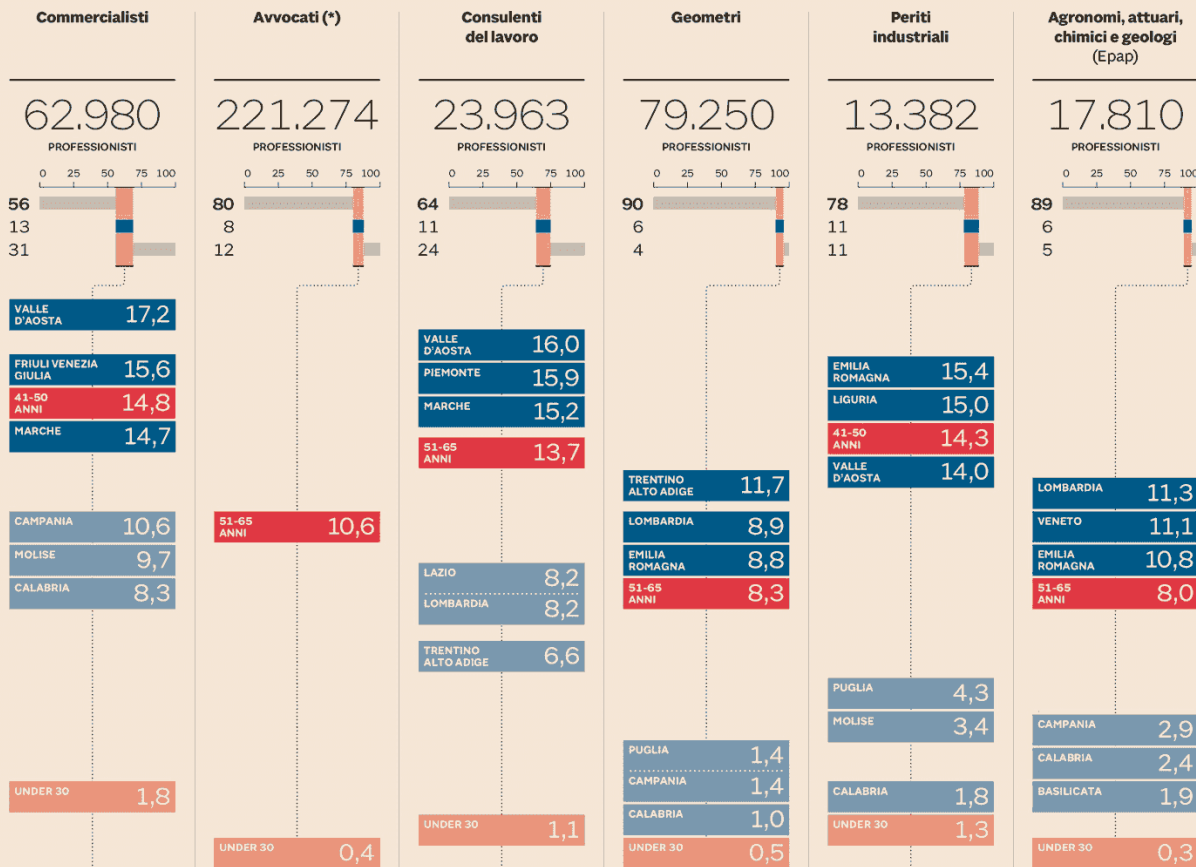 Commercialisti
62.980
PROFESSIONISTI
0 50 75 100
56
13
31
VALLE
D'AOSTA 17,2
FRIULI VENEZIA
GIULIA 15,6
41-50
ANNI 14,8
MARCHE 14,7
CAMPANIA 10,6
MOLISE 9,7
CALABRIA 8,3
UNDER 30 1,8
Avvocati (*)
221.274
PROFESSIONISTI
0 25 50 75 100
80
8
12
51-65
ANNI 10,6
UNDER 30 0,4
Consulenti
del lavoro
23.963
PROFESSIONISTI
0 25 50 75 100
64
11
24
VALLE
D'AOSTA 16,0
PIEMONTE 15,9
MARCHE 15,2
51-65
ANNI 13,7
LAZIO 8,2
LOMBARDIA 8,2
TRENTINO
ALTO ADIGE 6,6
UNDER 30 1,1
Geometri
79.250
PROFESSIONISTI
0 25 50 75 100
90
6
4
TRENTINO
ALTO ADIGE 11,7
LOMBARDIA 8,9
EMILIA
ROMAGNA 8,8
51-65
ANNI 8,3
PUGLIA 1,4
CAMPANIA 1,4
CALABRIA 1,0
UNDER 30 0,5
Periti
industriali
13.382
PROFESSIONISTI
0 25 50 75 100
78
11
11
EMILIA
ROMAGNA 15,4
LIGURIA 15,0
41-50
ANNI 14,3
VALLE
D'AOSTA 14,0
PUGLIA 4,3
MOLISE 3,4
CALABRIA 1,8
UNDER 30 1,3
Agronomi, attuari,
chimici e geologi
(Epap)
17.810
PROFESSIONISTI
0 25 50 75 100
89
6
5
LOMBARDIA 11,3
VENETO 11,1
EMILIA
ROMAGNA 10,8
51-65
ANNI 8,0
CAMPANIA 2,9
CALABRIA 2,4
BASILICATA 1,9
UNDER 30 0,3